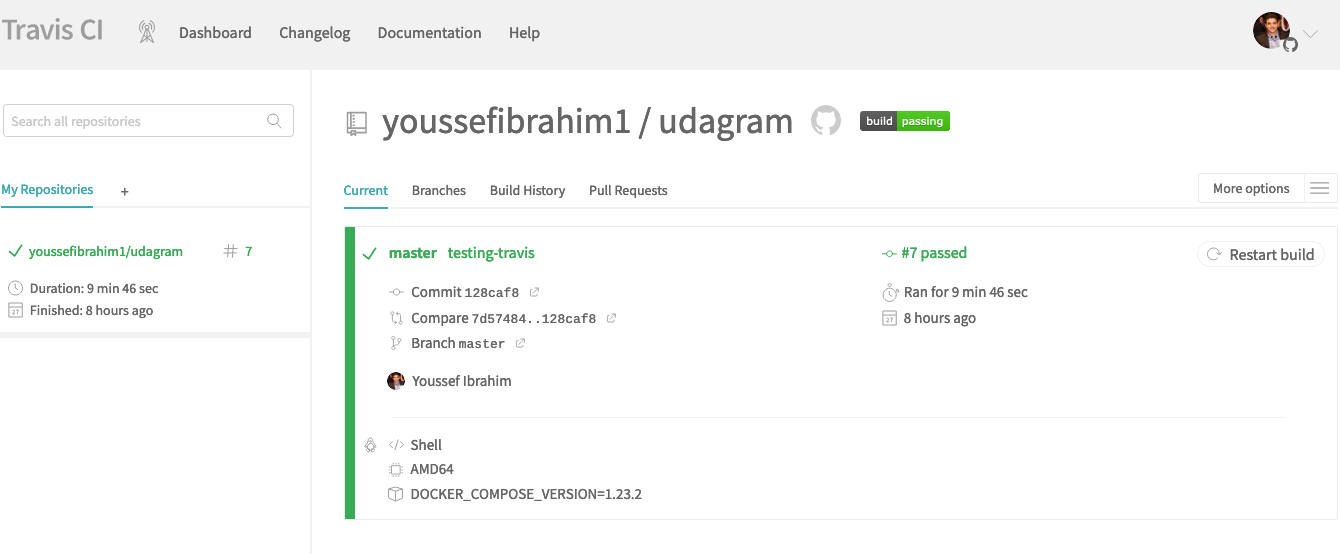 Travis CI Dashboard Changelog Documentation Help
Search all repositories
youssefibrahim1 / udagram build passing
My Repositories +
Current Branches Build History Pull Requests More options
youssefibrahim1/udagram # 7
Duration: 9 min 46 sec
Finished: 8 hours ago
master testing-travis #7 passed Restart build
Commit 128caf8 Ran for 9 min 46 sec
Compare 7d57484..128caf8 8 hours ago
Branch master
Youssef Ibrahim
</> Shell
AMD64
DOCKER_COMPOSE_VERSION=1.23.2